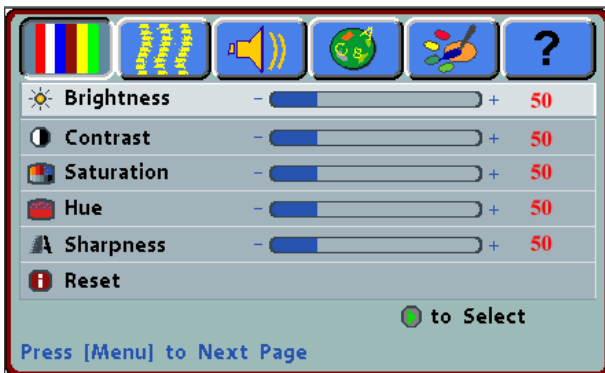 ?
Brightness - + 50
Contrast - + 50
Saturation - + 50
Hue - + 50
Sharpness - + 50
Reset
to Select
Press [Menu] to Next Page